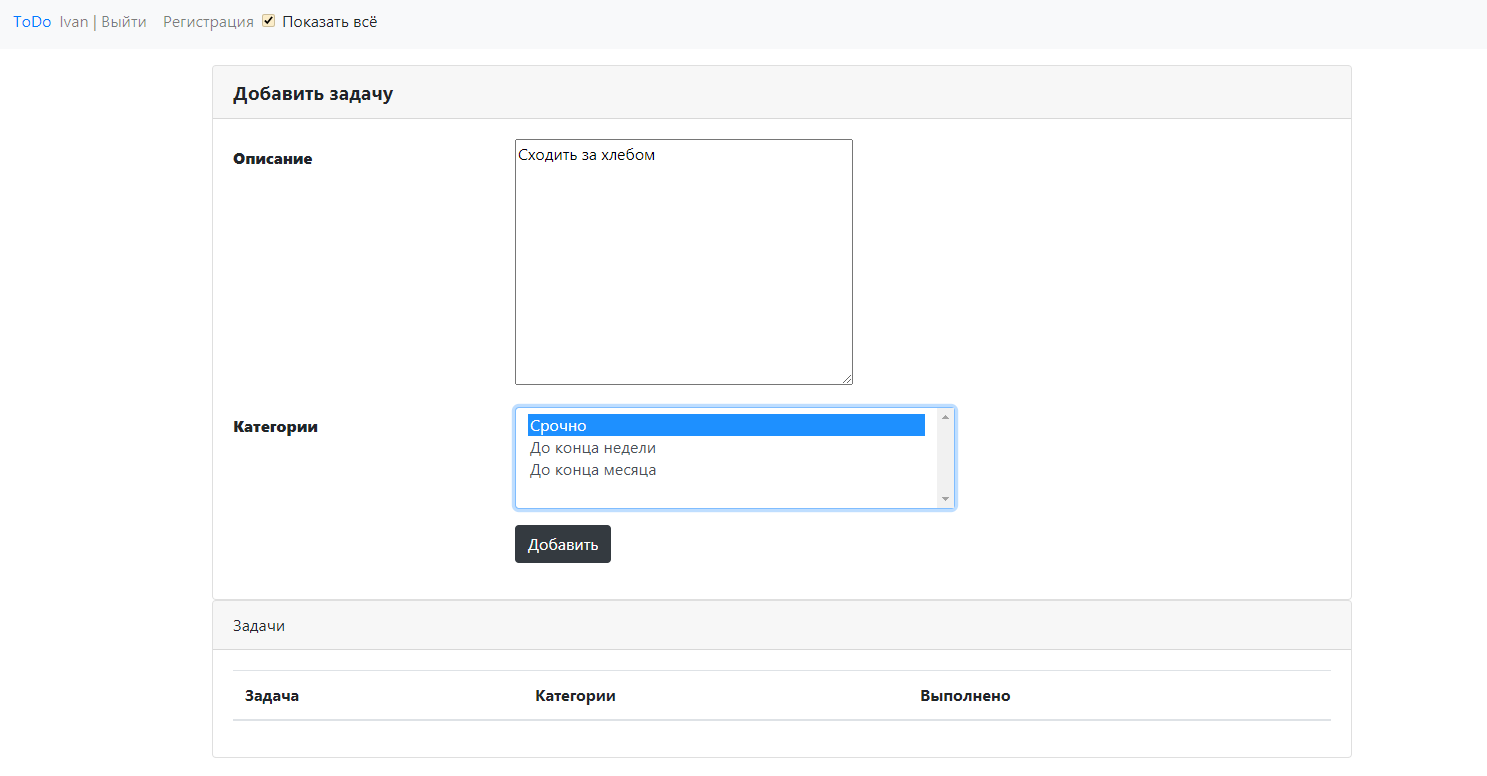 ToDo Ivan | Выйти Регистрация Показать всё
Добавить задачу
Описание
Сходить за хлебом
Категории
Срочно
До конца недели
До конца месяца
Добавить
Задачи
Задача Категории Выполнено